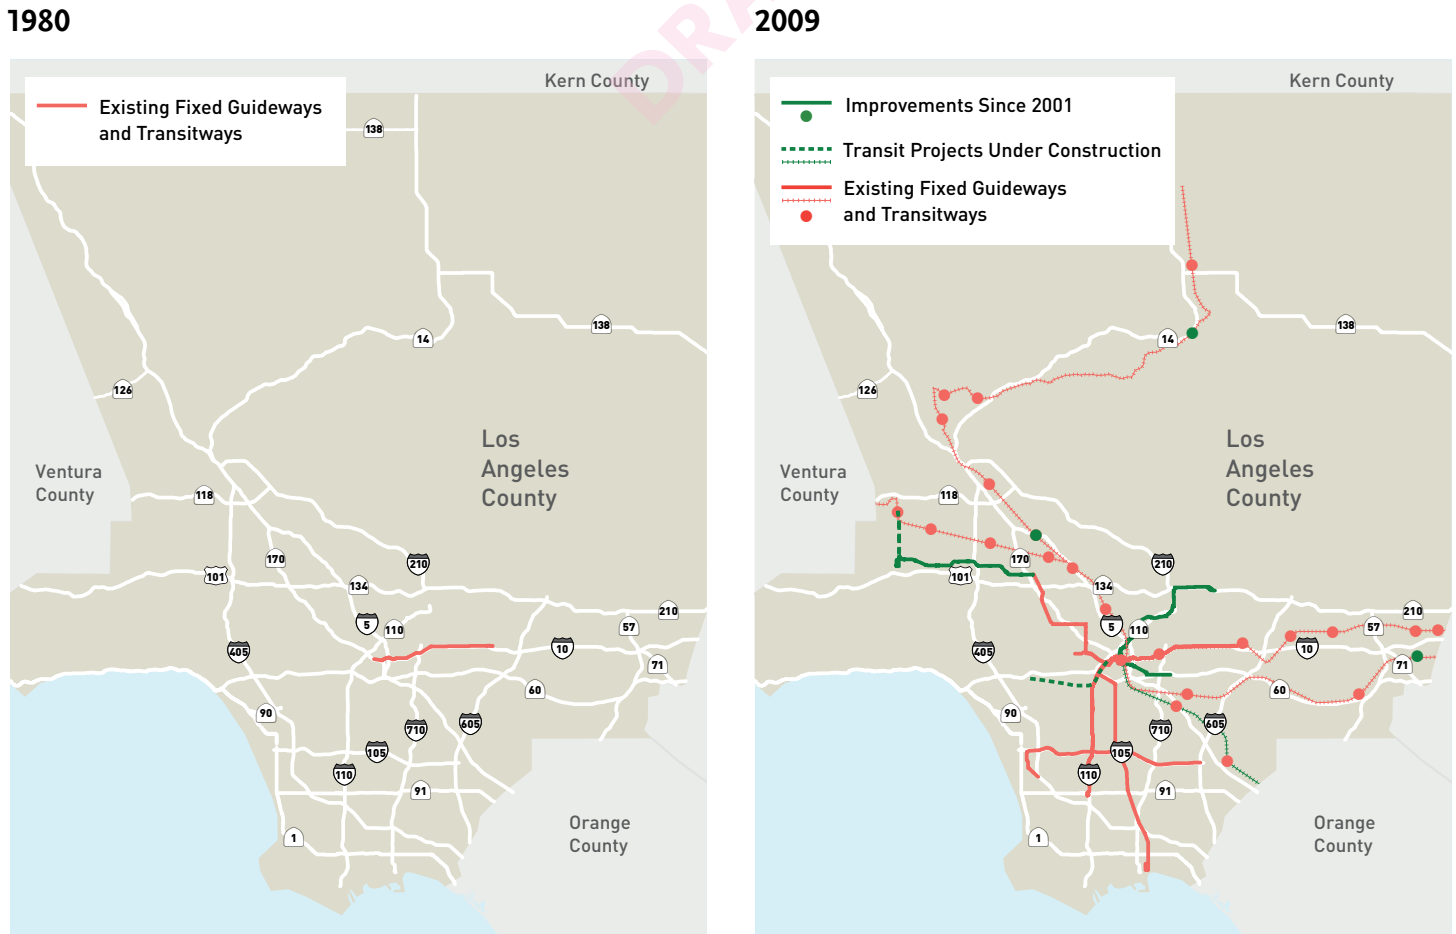 1980
2009
DRA
Existing Fixed Guideways
and Transitways
Kern County
138
14
138
126
Los
Angeles
County
Ventura
County
118
170
101
210
134
5
110
210
57
405
10
71
60
90
710
605
105
110
91
1
Orange
County
Improvements Since 2001
Transit Projects Under Construction
Existing Fixed Guideways
and Transitways
Kern County
14
138
126
Los
Angeles
County
Ventura
County
118
170
101
210
134
5
110
210
57
405
10
71
60
90
710
605
105
110
91
1
Orange
County